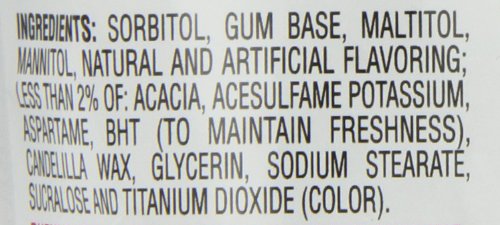 INGREDIENTS: SORBITOL, GUM BASE, MALTITOL,
MANNITOL, NATURAL AND ARTIFICIAL FLAVORING;
LESS THAN 2% OF: ACACIA, ACESULFAME POTASSIUM,
ASPARTAME, BHT (TO MAINTAIN FRESHNESS),
CANDELILLA WAX, GLYCERIN, SODIUM STEARATE,
SUCRALOSE AND TITANIUM DIOXIDE (COLOR).